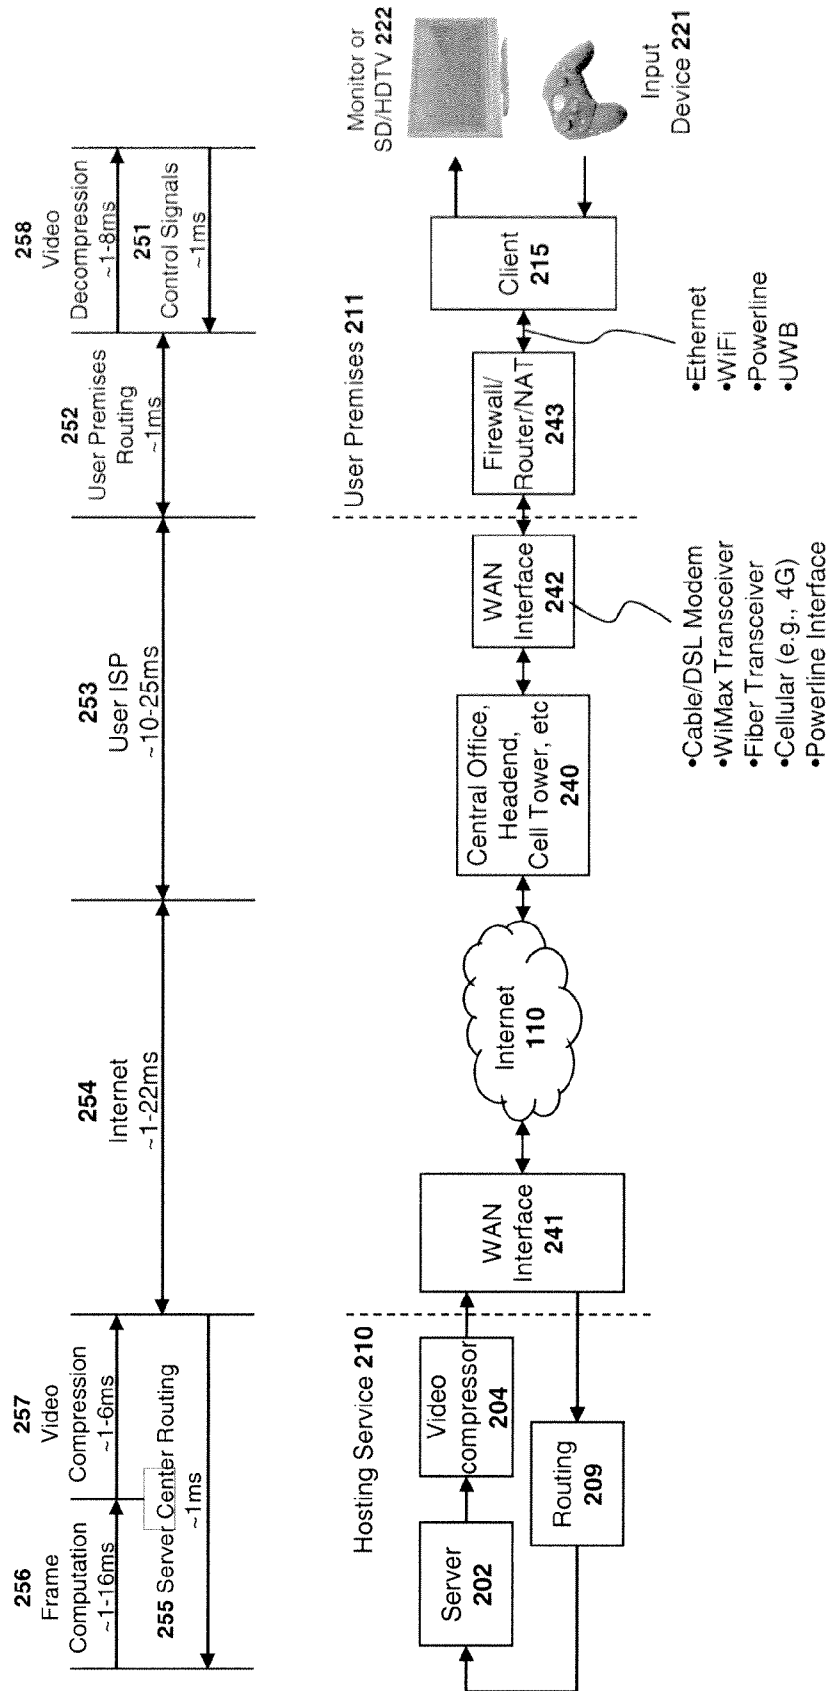 256
Frame
Computation
~1-16ms
257
Video
Compression
~1-6ms
255 Server Center Routing
~1ms
254
Internet
~1-22ms
253
User ISP
~10-25ms
252
User Premises
Routing
~1ms
258
Video
Decompression
~1-8ms
251
Control Signals
~1ms
Hosting Service 210
User Premises 211
Server
202
Video
compressor
204
Routing
209
WAN
Interface
241
Internet
110
Central Office,
Headend,
Cell Tower, etc
240
WAN
Interface
242
Firewall/
Router/NAT
243
Client
215
Monitor or
SD/HDTV 222
Input
Device 221
•Cable/DSL Modem
•WiMax Transceiver
•Fiber Transceiver
•Cellular (e.g., 4G)
•Powerline Interface
•Ethernet
•WiFi
•Powerline
•UWB